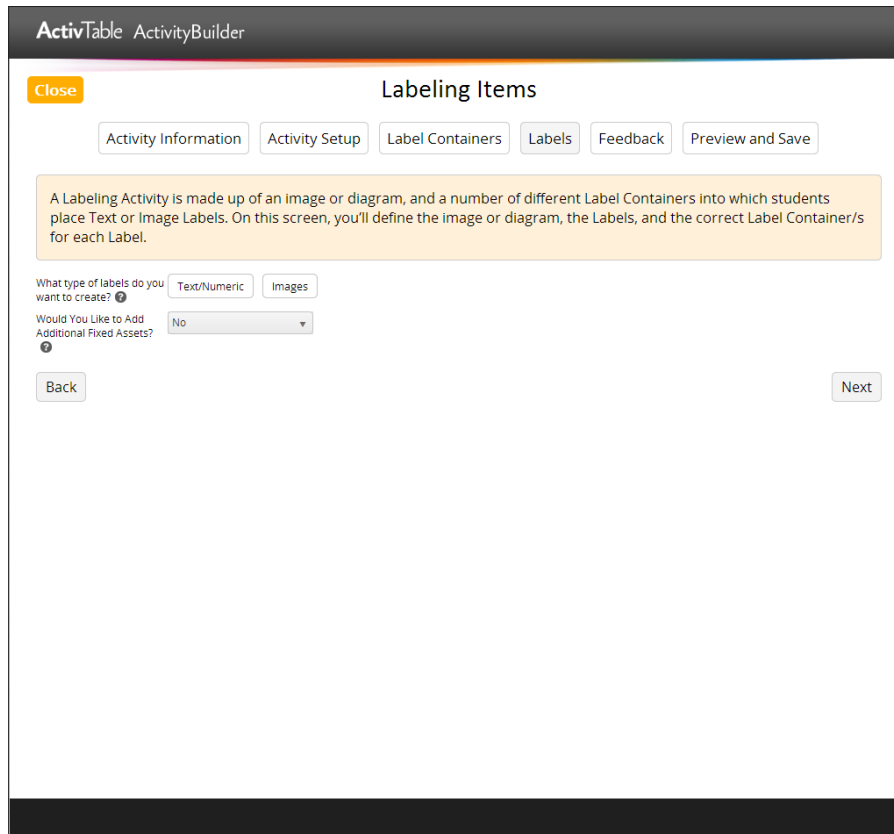 ActivTable ActivityBuilder
Close
Labeling Items
Activity Information Activity Setup Label Containers Labels Feedback Preview and Save
A Labeling Activity is made up of an image or diagram, and a number of different Label Containers into which students
place Text or Image Labels. On this screen, you'll define the image or diagram, the Labels, and the correct Label Container/s
for each Label.
What type of labels do you
want to create? ?
Text/Numeric Images
Would You Like to Add
Additional Fixed Assets?
?
No
Back Next